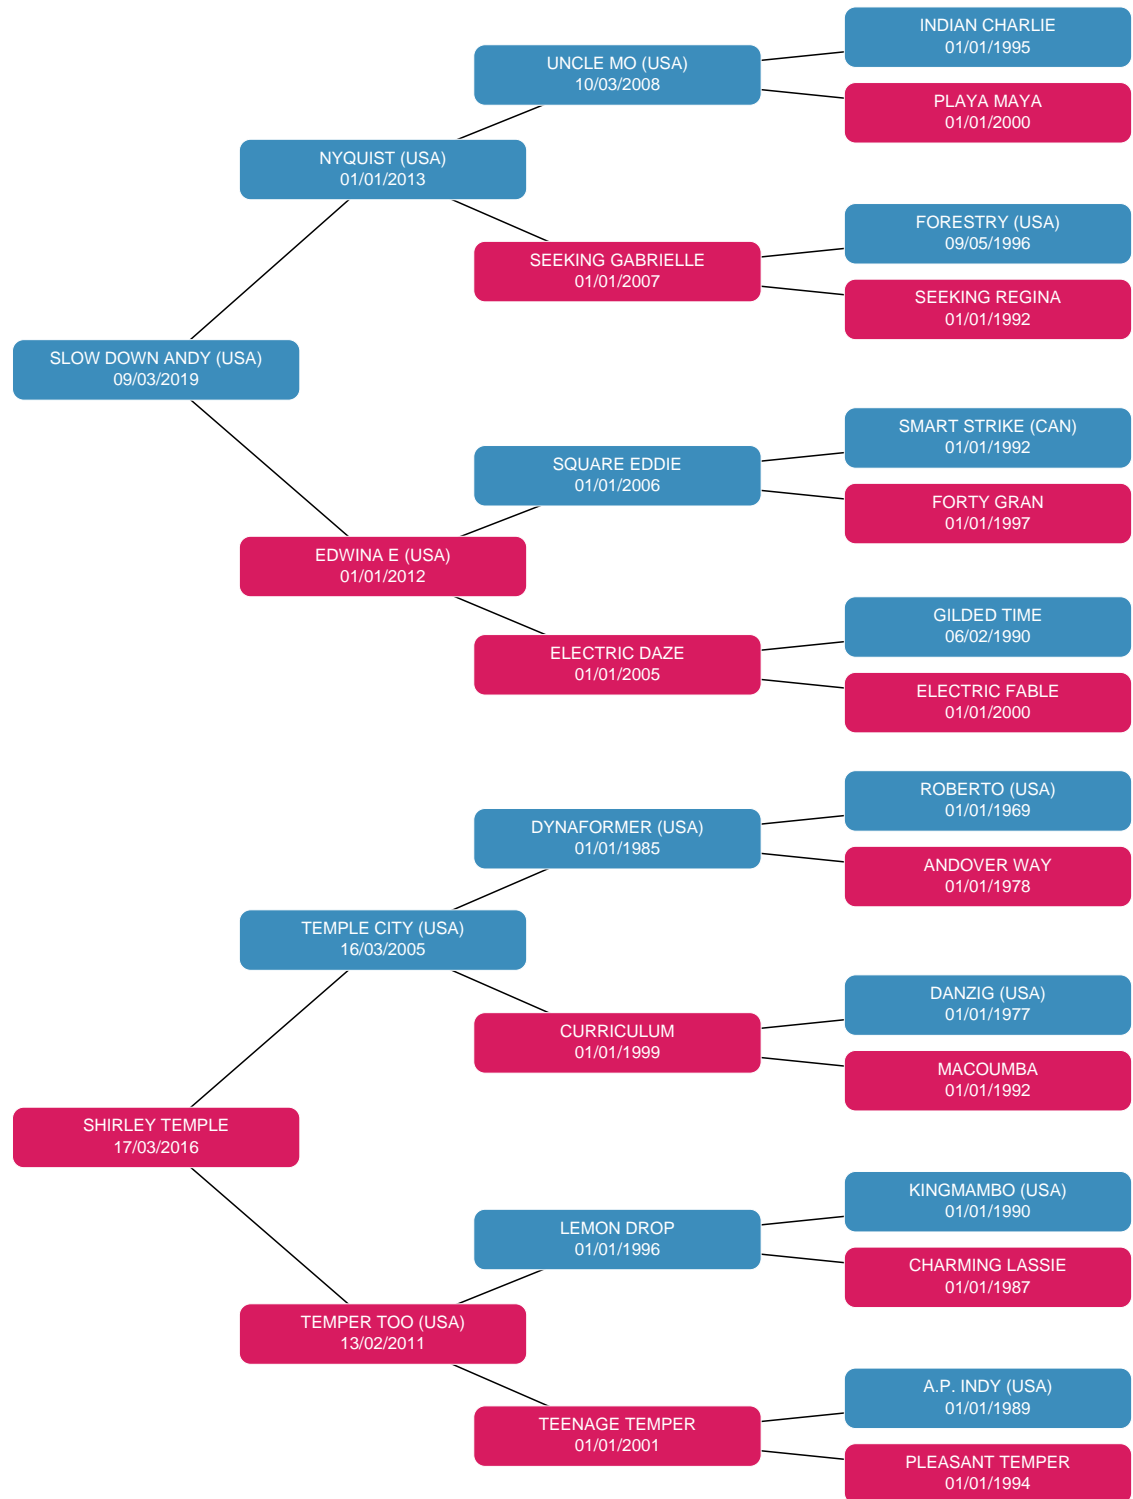 INDIAN CHARLIE
01/01/1995
UNCLE MO (USA)
10/03/2008
PLAYA MAYA
01/01/2000
NYQUIST (USA)
01/01/2013
FORESTRY (USA)
09/05/1996
SEEKING GABRIELLE
01/01/2007
SEEKING REGINA
01/01/1992
SLOW DOWN ANDY (USA)
09/03/2019
SMART STRIKE (CAN)
01/01/1992
SQUARE EDDIE
01/01/2006
FORTY GRAN
01/01/1997
EDWINA E (USA)
01/01/2012
GILDED TIME
06/02/1990
ELECTRIC DAZE
01/01/2005
ELECTRIC FABLE
01/01/2000
ROBERTO (USA)
01/01/1969
DYNAFORMER (USA)
01/01/1985
ANDOVER WAY
01/01/1978
TEMPLE CITY (USA)
16/03/2005
DANZIG (USA)
01/01/1977
CURRICULUM
01/01/1999
MACOUMBA
01/01/1992
SHIRLEY TEMPLE
17/03/2016
KINGMAMBO (USA)
01/01/1990
LEMON DROP
01/01/1996
CHARMING LASSIE
01/01/1987
TEMPER TOO (USA)
13/02/2011
A.P. INDY (USA)
01/01/1989
TEENAGE TEMPER
01/01/2001
PLEASANT TEMPER
01/01/1994